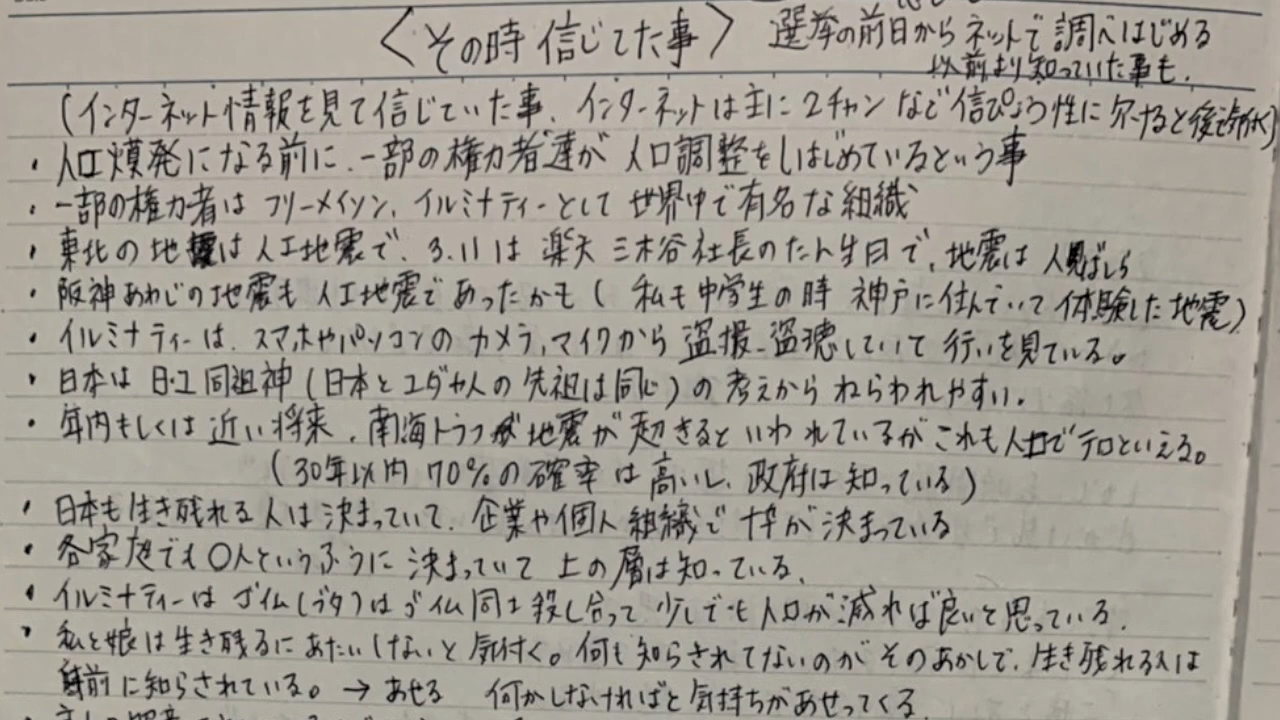 〈その時信じてた事〉 選挙の前日からネットで調べはじめる
以前より知っていた事も.
(インターネット情報を見て信じていた事、インターネットは主に2チャンなど信ぴょう性に欠けると後で気付く)
・人口爆発になる前に、一部の権力者達が人口調整をしはじめているという事
・一部の権力者はフリーメイソン、イルミナティーとして世界中で有名な組織
・東北の地震は人工地震で、3.11は楽天三木谷社長のたん生日で、地震は人ばしら
・阪神あわじの地震も人工地震であったかも(私も中学生の時神戸に住んでいて体験した地震)
・イルミナティーは、スマホやパソコンのカメラ、マイクから盗撮、盗聴していて行いを見ている。
・日本は日・ユ同祖神(日本とユダヤ人の先祖は同じ)の考えからねらわれやすい.
・年内もしくは近い将来、南海トラフが地震が起きるといわれているがこれも人口でテロといえる。
(30年以内70%の確率は高いし、政府は知っている)
・日本も生き残れる人は決まっていて、企業や個人組織で枠が決まっている
・各家庭でも〇人というふうに決まっていて上の層は知っている、
・イルミナティーはゴイム(ブタ)はゴイム同士殺し合って少しでも人口が減れば良いと思っている.
・私と娘は生き残るにあたいしないと気付く。何も知らされてないのがそのあかしで、生き残れる人は
事前に知らされている。→あせる 何かしなければと気持ちがあせってくる.